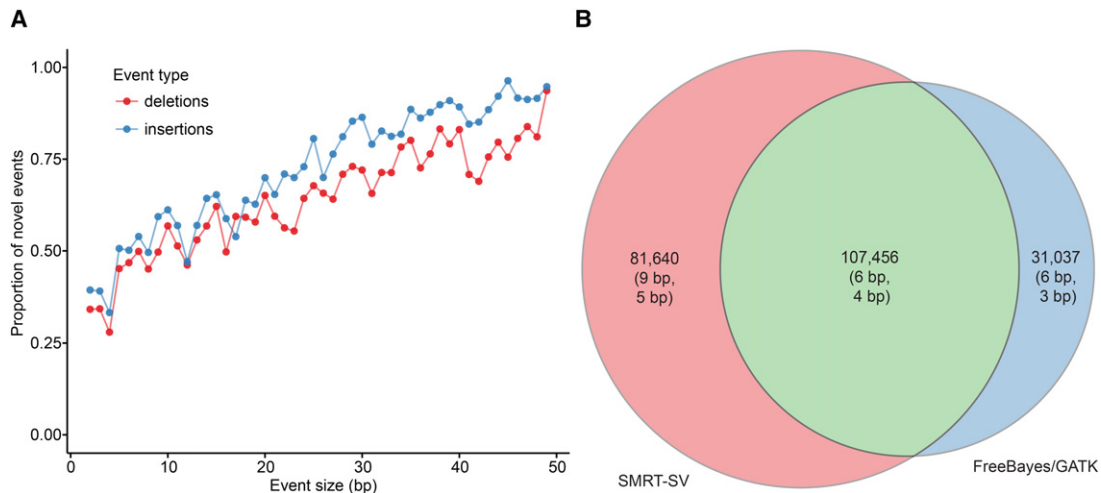 A
Proportion of novel events
1.00
0.75
0.50
0.25
0.00
Event type
deletions
insertions
0
10
20
30
40
50
Event size (bp)
B
81,640
(9 bp,
5 bp)
107,456
(6 bp,
4 bp)
31,037
(6 bp,
3 bp)
SMRT-SV
FreeBayes/GATK